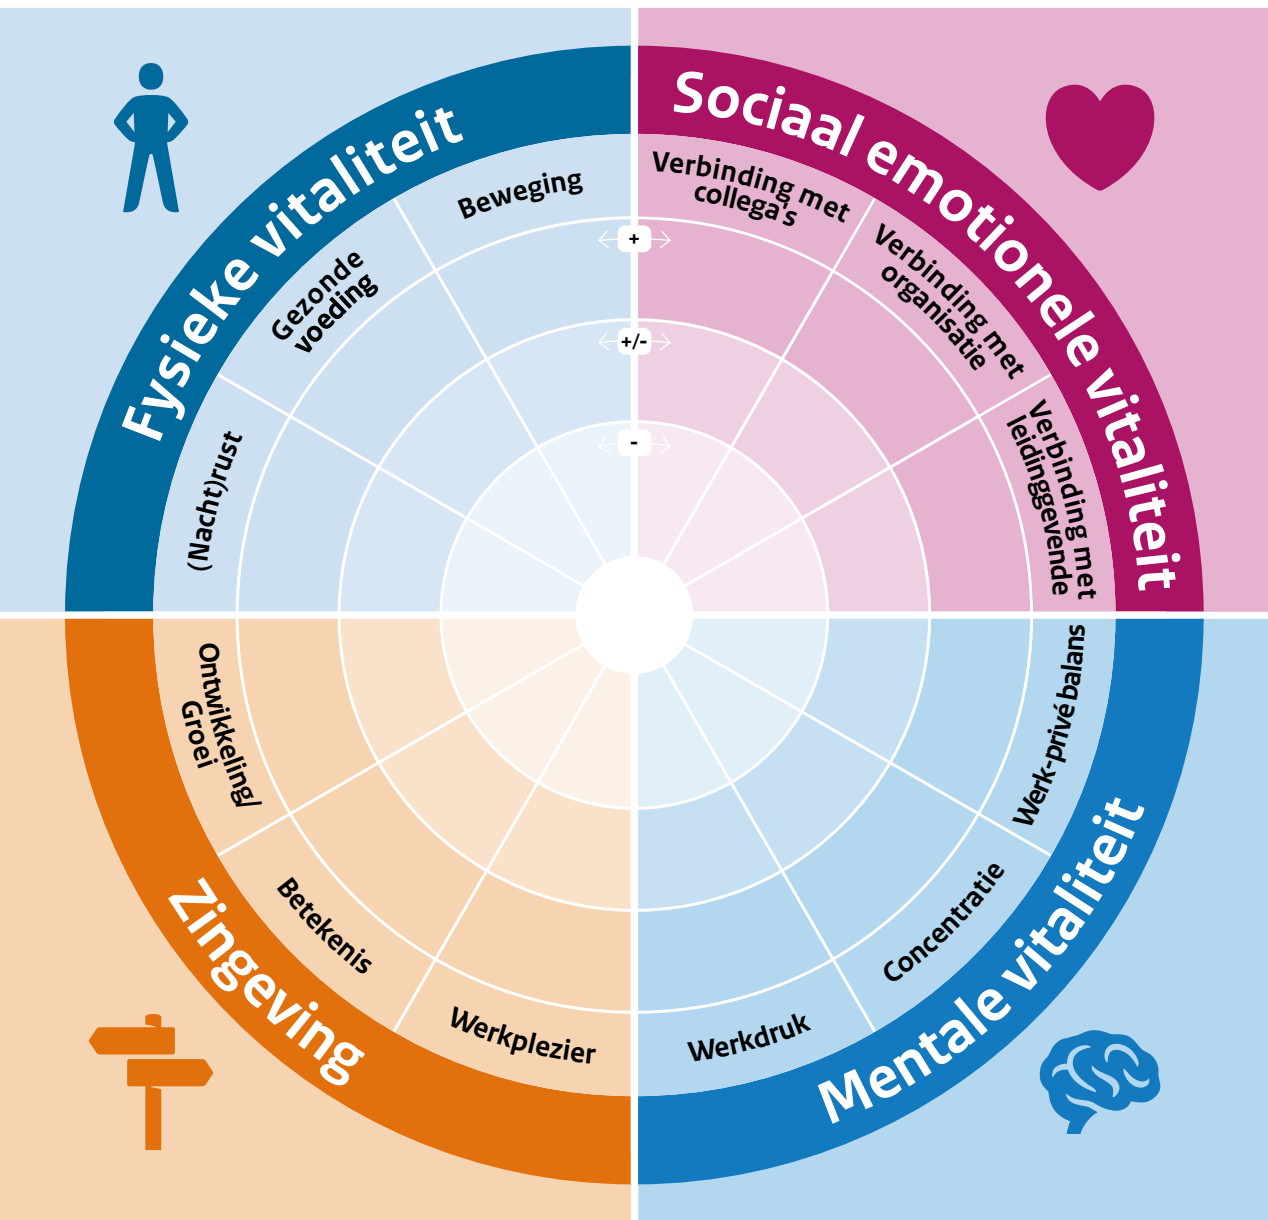 Fysieke vitaliteit
Beweging
Gezonde
voeding
(Nacht)rust
Sociaal emotionele vitaliteit
Verbinding met
collega's
Verbinding met
organisatie
Verbinding met
leidinggevende
+
+/-
-
Werk-privé balans
Concentratie
Werkdruk
Mentale vitaliteit
Ontwikkeling/
Groei
Betekenis
Werkplezier
Zingeving